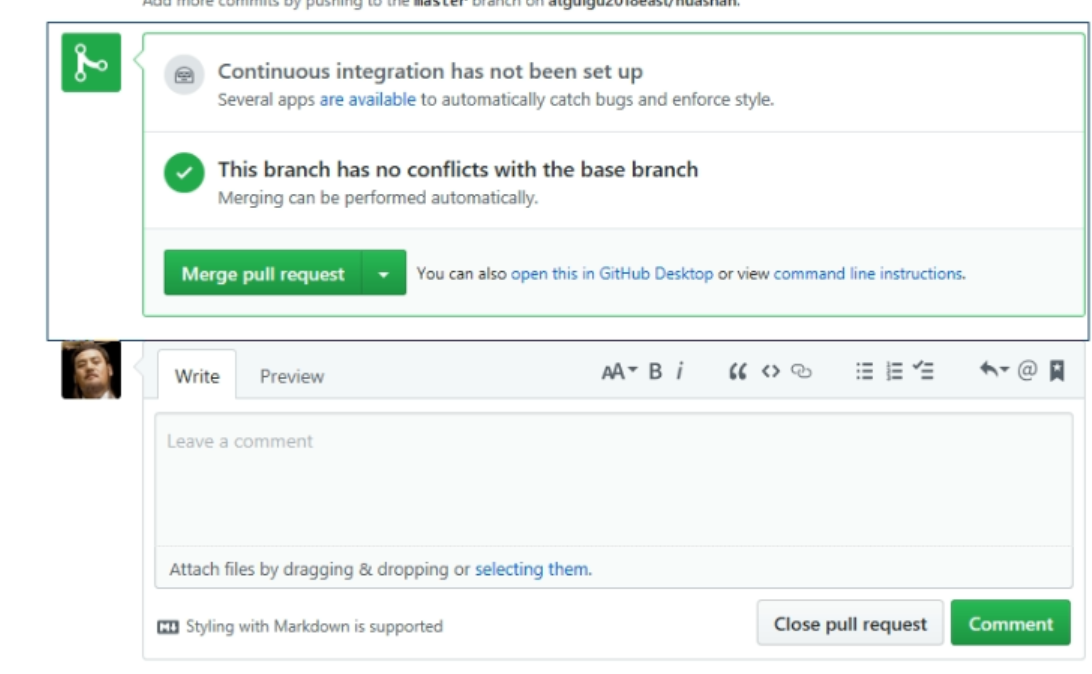 Add more commits by pushing to the master branch on atguigu2018east/huashan.
Continuous integration has not been set up
Several apps are available to automatically catch bugs and enforce style.
This branch has no conflicts with the base branch
Merging can be performed automatically.
Merge pull request You can also open this in GitHub Desktop or view command line instructions.
Write Preview AA B i @
Leave a comment
Attach files by dragging & dropping or selecting them.
Styling with Markdown is supported Close pull request Comment